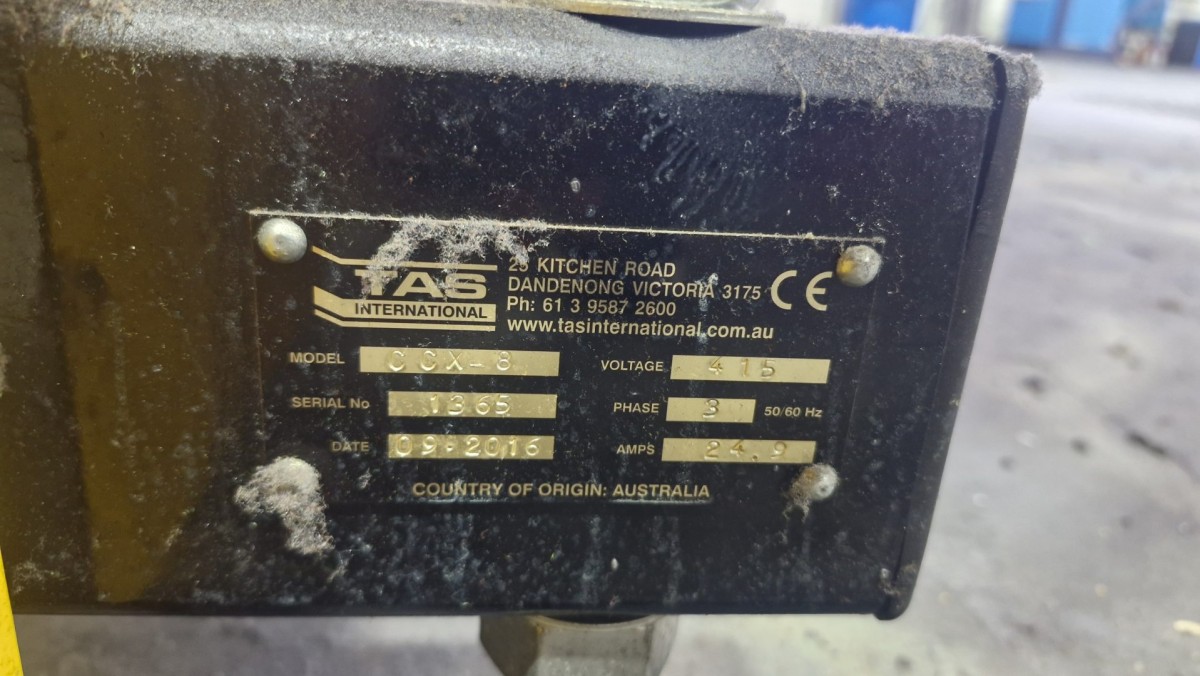 TAS
INTERNATIONAL
25 KITCHEN ROAD
DANDENONG VICTORIA 3175
Ph: 61 3 9587 2600
www.tasinternational.com.au
CE
MODEL CCX-8
SERIAL No 1365
DATE 09-2016
VOLTAGE 415
PHASE 3 50/60 Hz
AMPS 24.9
COUNTRY OF ORIGIN: AUSTRALIA